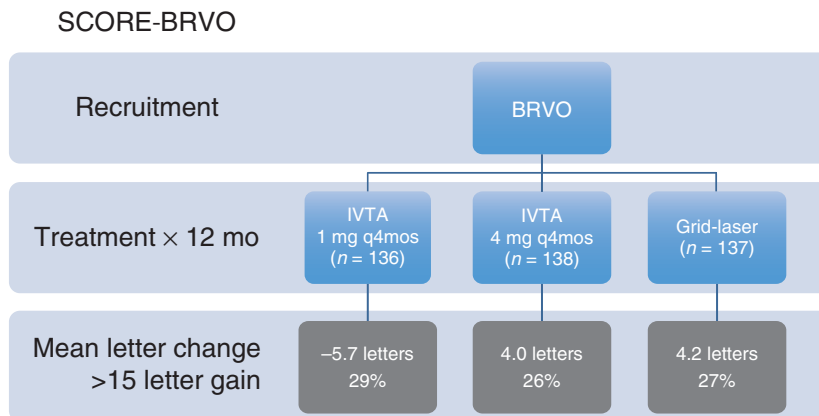 SCORE-BRVO
Recruitment
BRVO
Treatment × 12 mo
IVTA
1 mg q4mos
(n = 136)
IVTA
4 mg q4mos
(n = 138)
Grid-laser
(n = 137)
Mean letter change
>15 letter gain
–5.7 letters
29%
4.0 letters
26%
4.2 letters
27%